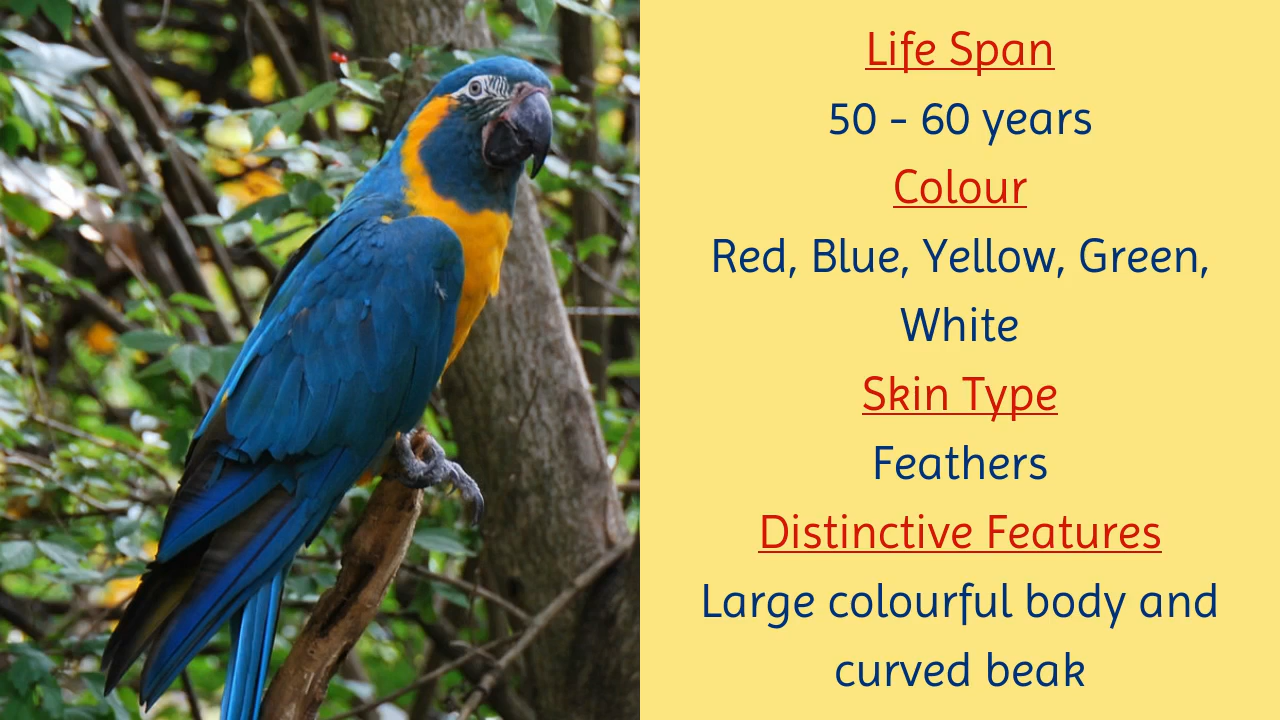 Life Span
50 - 60 years
Colour
Red, Blue, Yellow, Green,
White
Skin Type
Feathers
Distinctive Features
Large colourful body and
curved beak